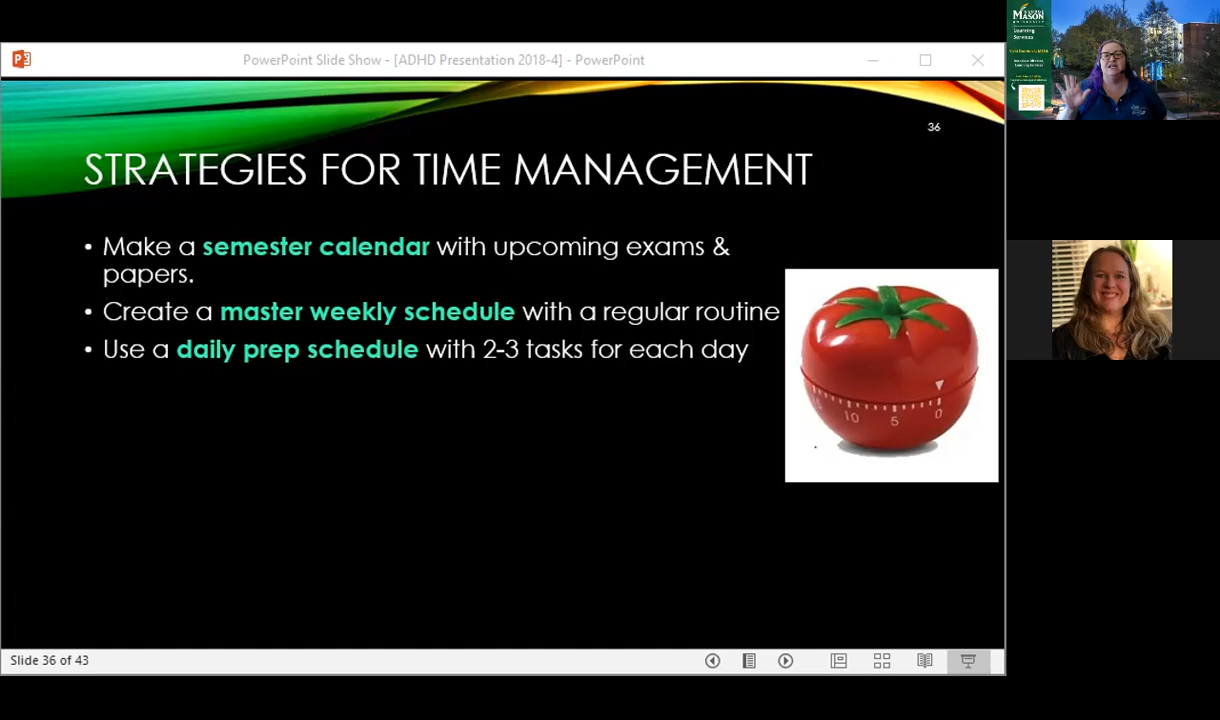 PowerPoint Slide Show - [ADHD Presentation 2018-4] - PowerPoint
36
STRATEGIES FOR TIME MANAGEMENT
• Make a semester calendar with upcoming exams &
papers.
• Create a master weekly schedule with a regular routine
• Use a daily prep schedule with 2-3 tasks for each day
10 5 0
Slide 36 of 43
MASON
Learning
Services